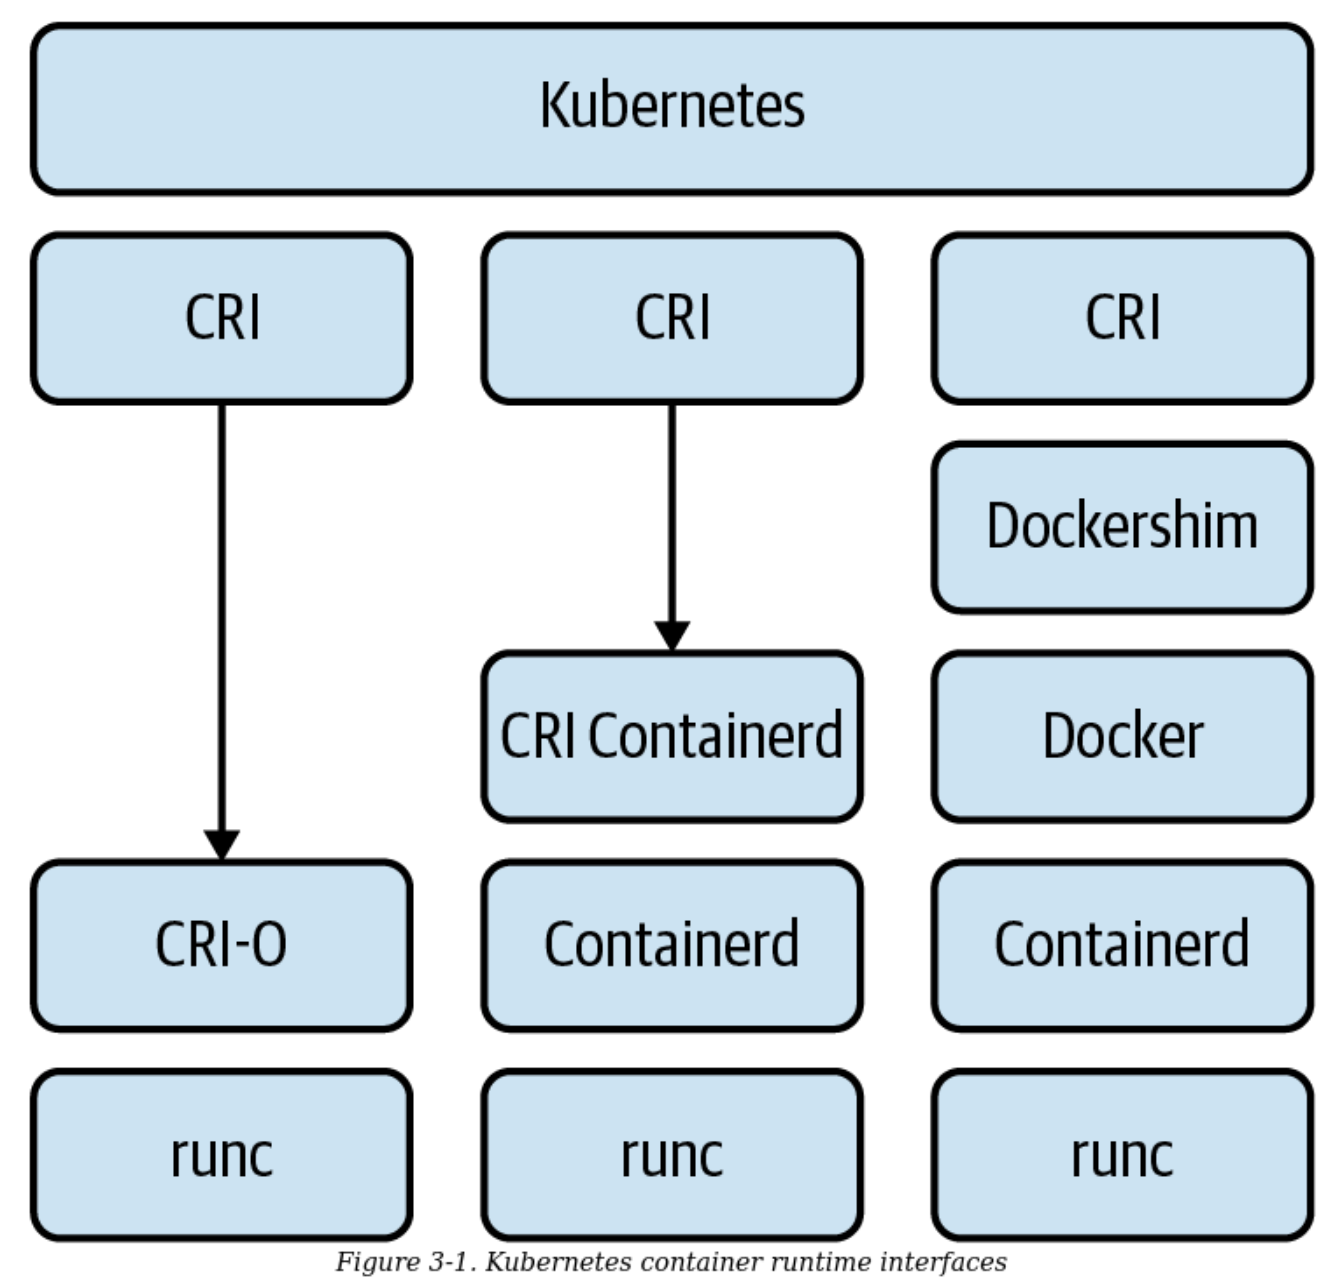 Kubernetes
CRI
CRI
CRI
Dockershim
CRI Containerd
Docker
CRI-O
Containerd
Containerd
runc
runc
runc
Figure 3-1. Kubernetes container runtime interfaces